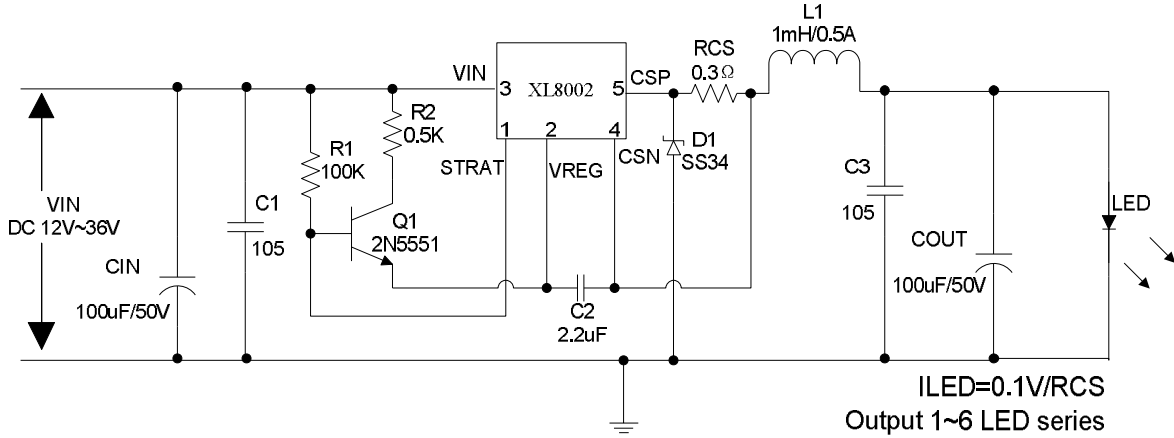 L1
1mH/0.5A
RCS
0.3Ω
VIN
3
XL8002
5
CSP
1
2
4
R2
0.5K
R1
100K
STRAT
VREG
CSN
D1
SS34
VIN
DC 12V~36V
C1
105
Q1
2N5551
C3
105
LED
CIN
100uF/50V
COUT
100uF/50V
C2
2.2uF
ILED=0.1V/RCS
Output 1~6 LED series